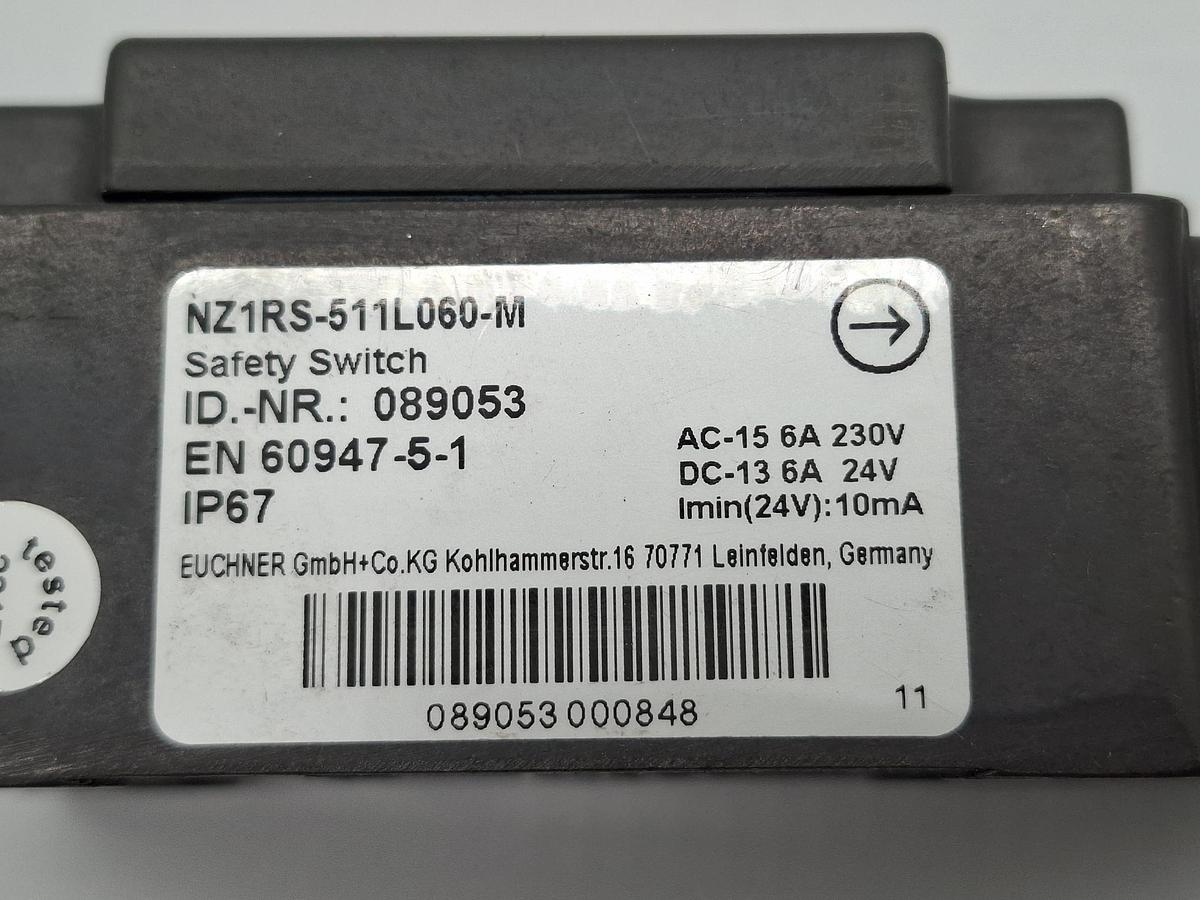 NZ1RS-511L060-M
Safety Switch
ID.-NR.: 089053
EN 60947-5-1
IP67
AC-15 6A 230V
DC-13 6A 24V
Imin(24V):10mA
EUCHNER GmbH+Co.KG Kohlhammerstr.16 70771 Leinfelden, Germany
089053 000848
11
tested